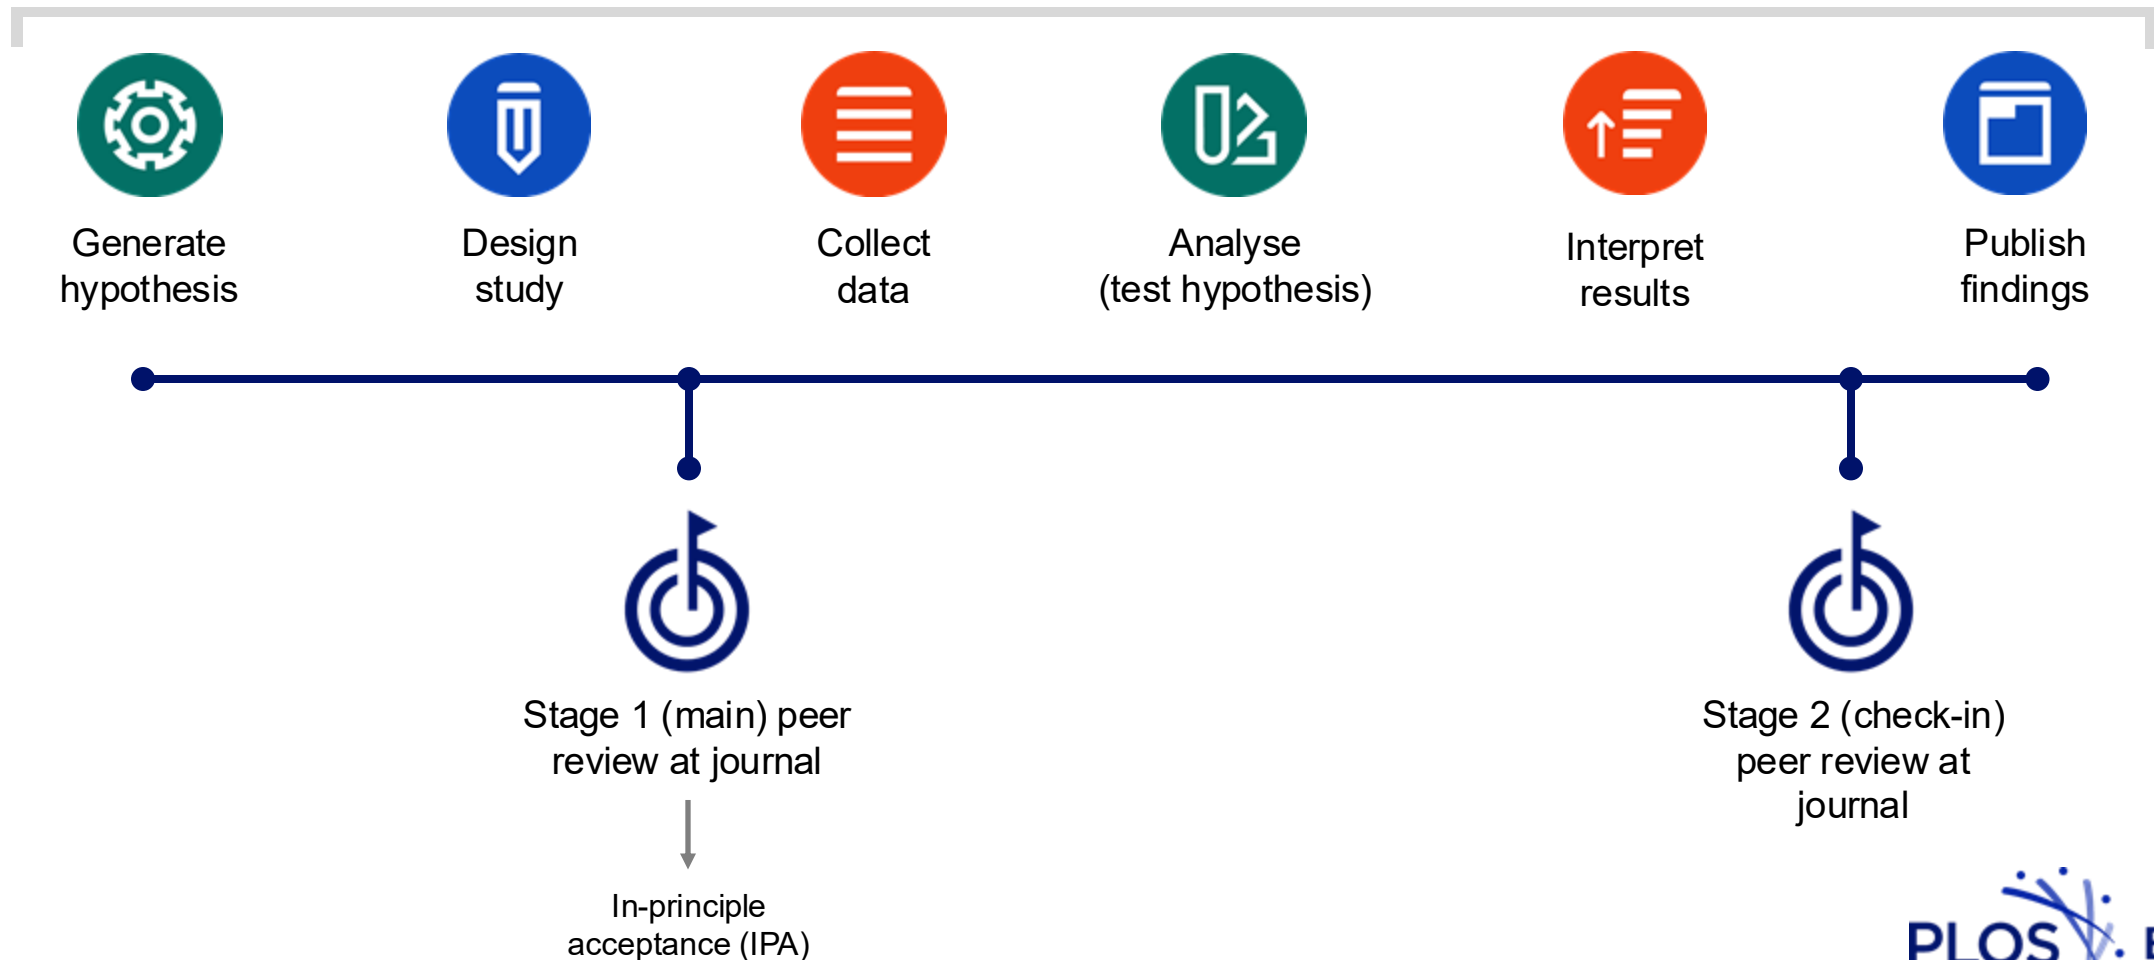 Generate
hypothesis
Design
study
Collect
data
Analyse
(test hypothesis)
Interpret
results
Publish
findings
Stage 1 (main) peer
review at journal
In-principle
acceptance (IPA)
Stage 2 (check-in)
peer review at
journal
PLOS